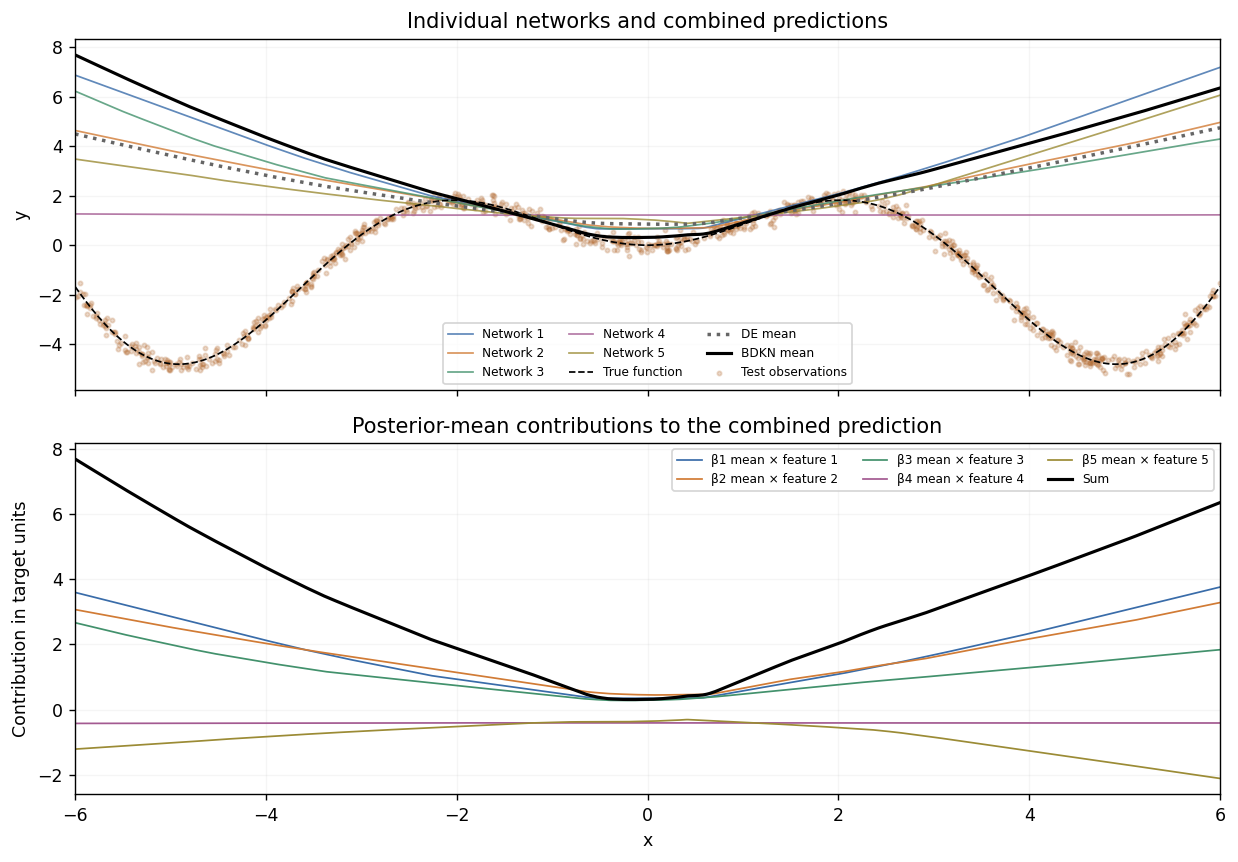 Individual networks and combined predictions
8
6
4
2
0
−2
−4
y
Network 1
Network 2
Network 3
Network 4
Network 5
True function
DE mean
BDKN mean
Test observations
Posterior-mean contributions to the combined prediction
8
6
4
2
0
−2
Contribution in target units
β1 mean × feature 1
β2 mean × feature 2
β3 mean × feature 3
β4 mean × feature 4
β5 mean × feature 5
Sum
−6
−4
−2
0
2
4
6
x